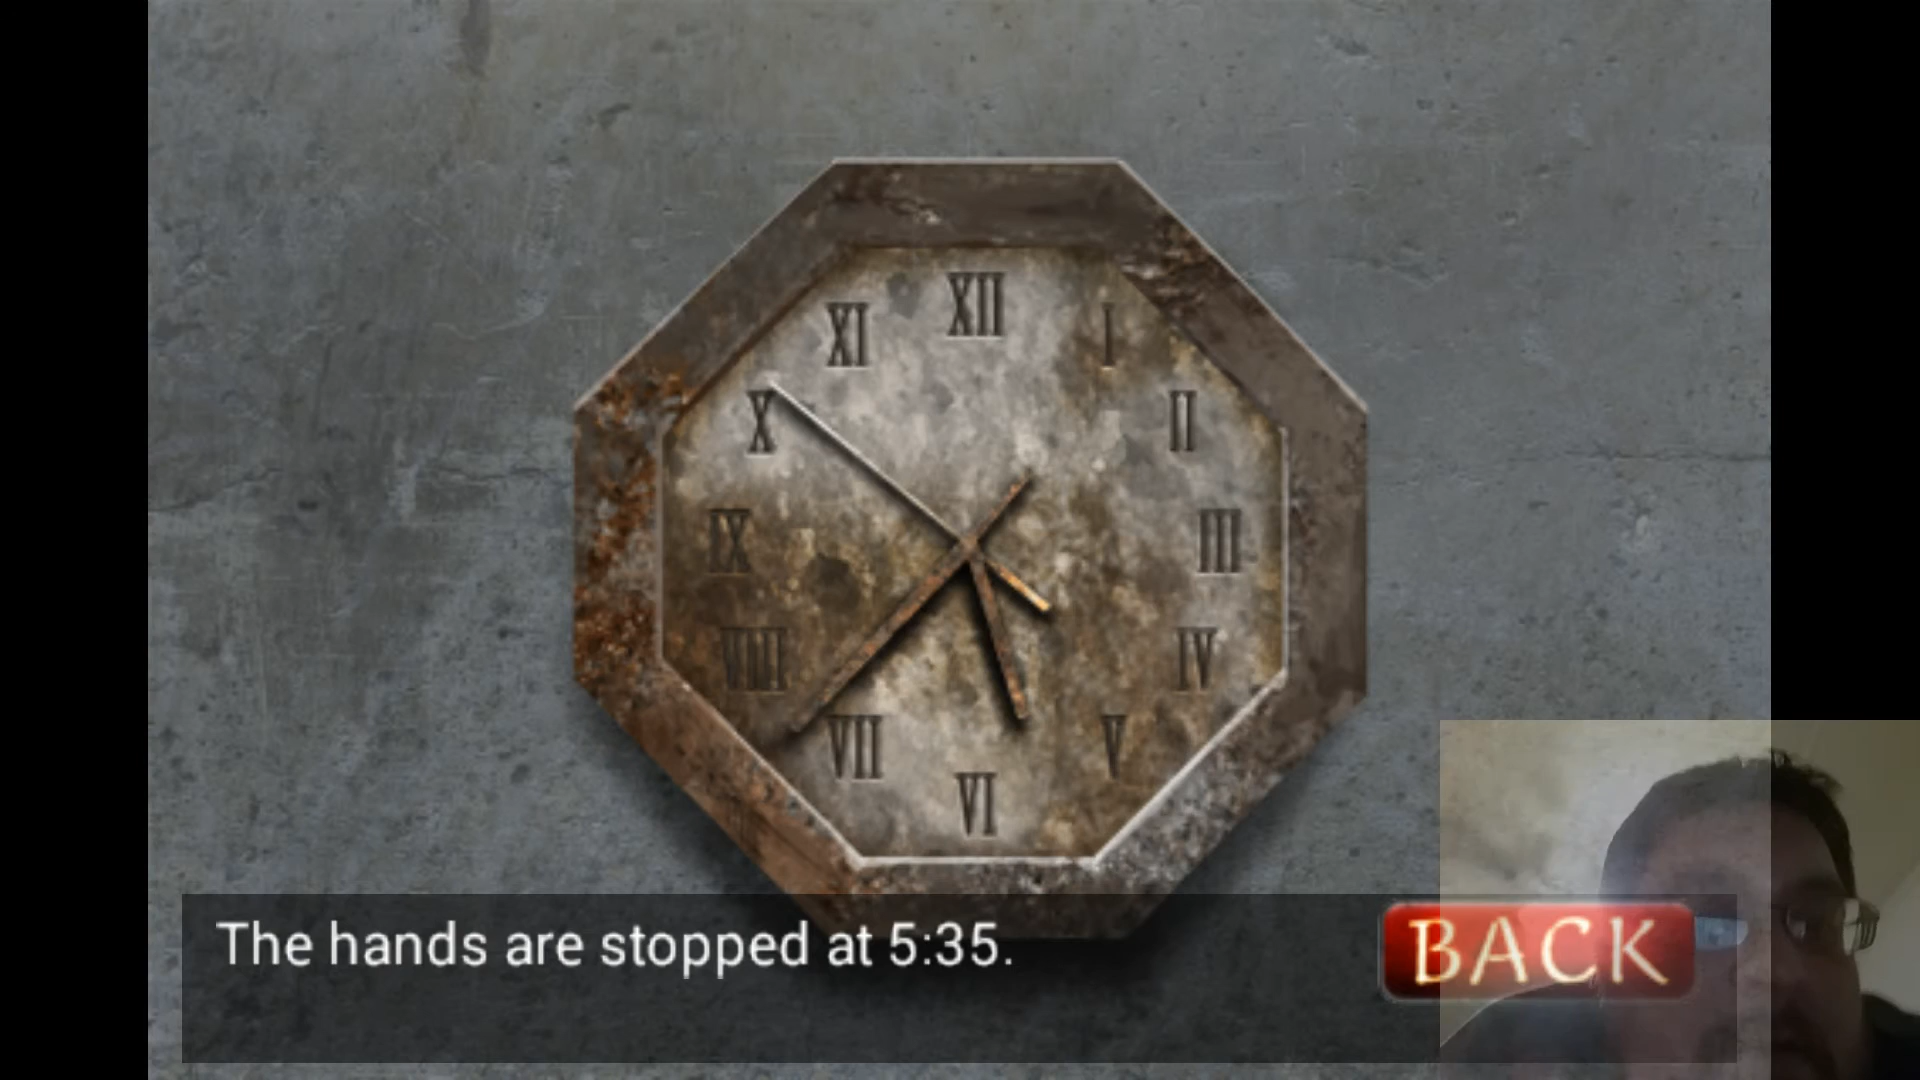 XII
XI
I
X
II
IX
III
VIII
IV
VII
V
VI
The hands are stopped at 5:35.
BACK